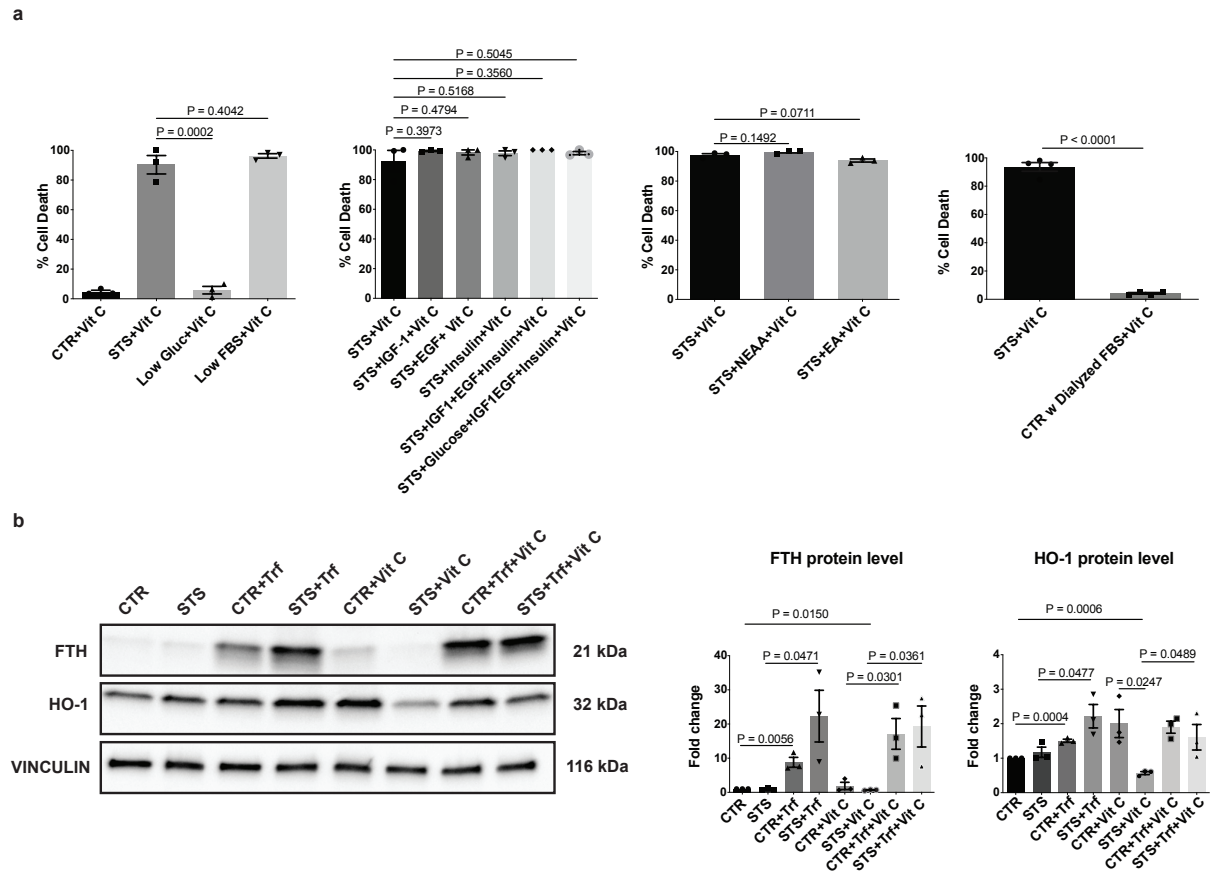 a
P = 0.4042
P = 0.0002
% Cell Death
100
80
60
40
20
0
CTR+Vit C
STS+Vit C
Low Gluc+Vit C
Low FBS+Vit C
P = 0.5045
P = 0.3560
P = 0.5168
P = 0.4794
P = 0.3973
% Cell Death
100
80
60
40
20
0
STS+Vit C
STS+IGF-1+Vit C
STS+EGF+ Vit C
STS+Insulin+Vit C
STS+IGF1+EGF+Insulin+Vit C
STS+Glucose+IGF1EGF+Insulin+Vit C
P = 0.0711
P = 0.1492
% Cell Death
100
80
60
40
20
0
STS+Vit C
STS+NEAA+Vit C
STS+EA+Vit C
P < 0.0001
% Cell Death
100
80
60
40
20
0
STS+Vit C
CTR w Dialyzed FBS+Vit C
b
CTR
STS
CTR+Trf
STS+Trf
CTR+Vit C
STS+Vit C
CTR+Trf+Vit C
STS+Trf+Vit C
FTH
21 kDa
HO-1
32 kDa
VINCULIN
116 kDa
FTH protein level
P = 0.0150
P = 0.0471
P = 0.0361
P = 0.0301
P = 0.0056
Fold change
40
30
20
10
0
CTR
STS
CTR+Trf
STS+Trf
CTR+Vit C
STS+Vit C
CTR+Trf+Vit C
STS+Trf+Vit C
HO-1 protein level
P = 0.0006
P = 0.0489
P = 0.0477
P = 0.0247
P = 0.0004
Fold change
4
3
2
1
0
CTR
STS
CTR+Trf
STS+Trf
CTR+Vit C
STS+Vit C
CTR+Trf+Vit C
STS+Trf+Vit C